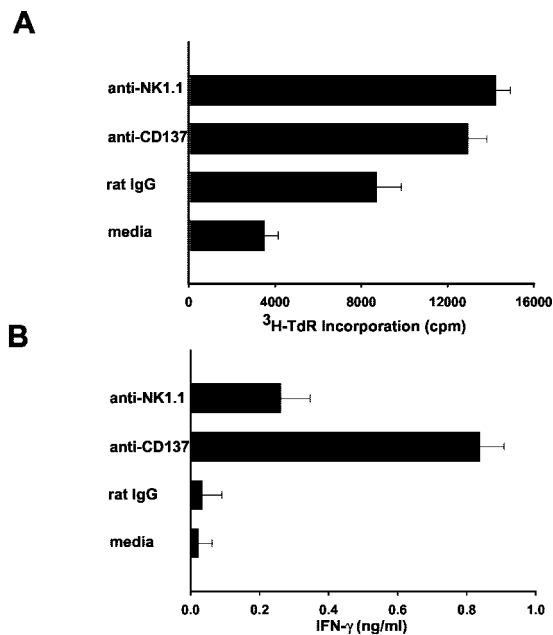 A
anti-NK1.1
anti-CD137
rat IgG
media
0 4000 8000 12000 16000
³H-TdR Incorporation (cpm)
B
anti-NK1.1
anti-CD137
rat IgG
media
0.0 0.2 0.4 0.6 0.8 1.0
IFN-γ (ng/ml)